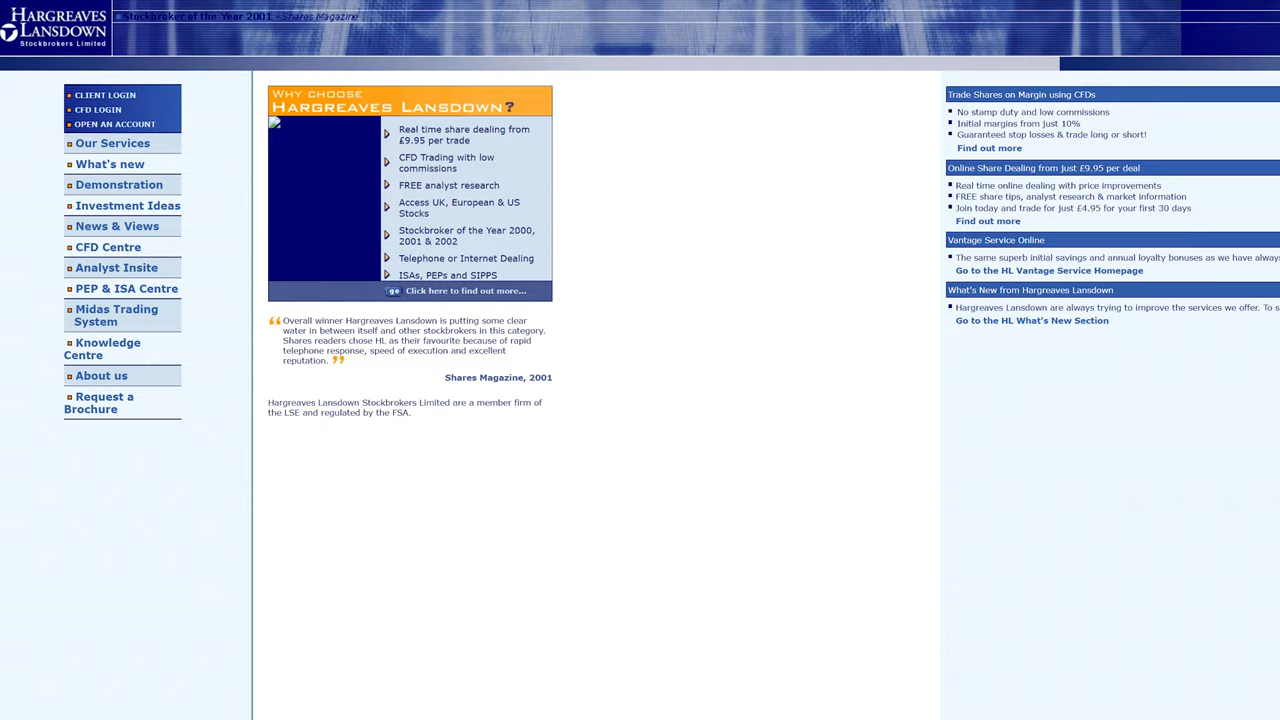 HARGREAVES
LANSDOWN
Stockbrokers Limited
Stockbroker of the Year 2001 - Shares Magazine
CLIENT LOGIN
CFD LOGIN
OPEN AN ACCOUNT
Our Services
What's new
Demonstration
Investment Ideas
News & Views
CFD Centre
Analyst Insite
PEP & ISA Centre
Midas Trading
System
Knowledge
Centre
About us
Request a
Brochure
WHY CHOOSE
HARGREAVES LANSDOWN?
Real time share dealing from
£9.95 per trade
CFD Trading with low
commissions
FREE analyst research
Access UK, European & US
Stocks
Stockbroker of the Year 2000,
2001 & 2002
Telephone or Internet Dealing
ISAs, PEPs and SIPPS
go Click here to find out more...
“Overall winner Hargreaves Lansdown is putting some clear
water in between itself and other stockbrokers in this category.
Shares readers chose HL as their favourite because of rapid
telephone response, speed of execution and excellent
reputation. ”
Shares Magazine, 2001
Hargreaves Lansdown Stockbrokers Limited are a member firm of
the LSE and regulated by the FSA.
Trade Shares on Margin using CFDs
No stamp duty and low commissions
Initial margins from just 10%
Guaranteed stop losses & trade long or short!
Find out more
Online Share Dealing from just £9.95 per deal
Real time online dealing with price improvements
FREE share tips, analyst research & market information
Join today and trade for just £4.95 for your first 30 days
Find out more
Vantage Service Online
The same superb initial savings and annual loyalty bonuses as we have alway
Go to the HL Vantage Service Homepage
What's New from Hargreaves Lansdown
Hargreaves Lansdown are always trying to improve the services we offer. To s
Go to the HL What's New Section